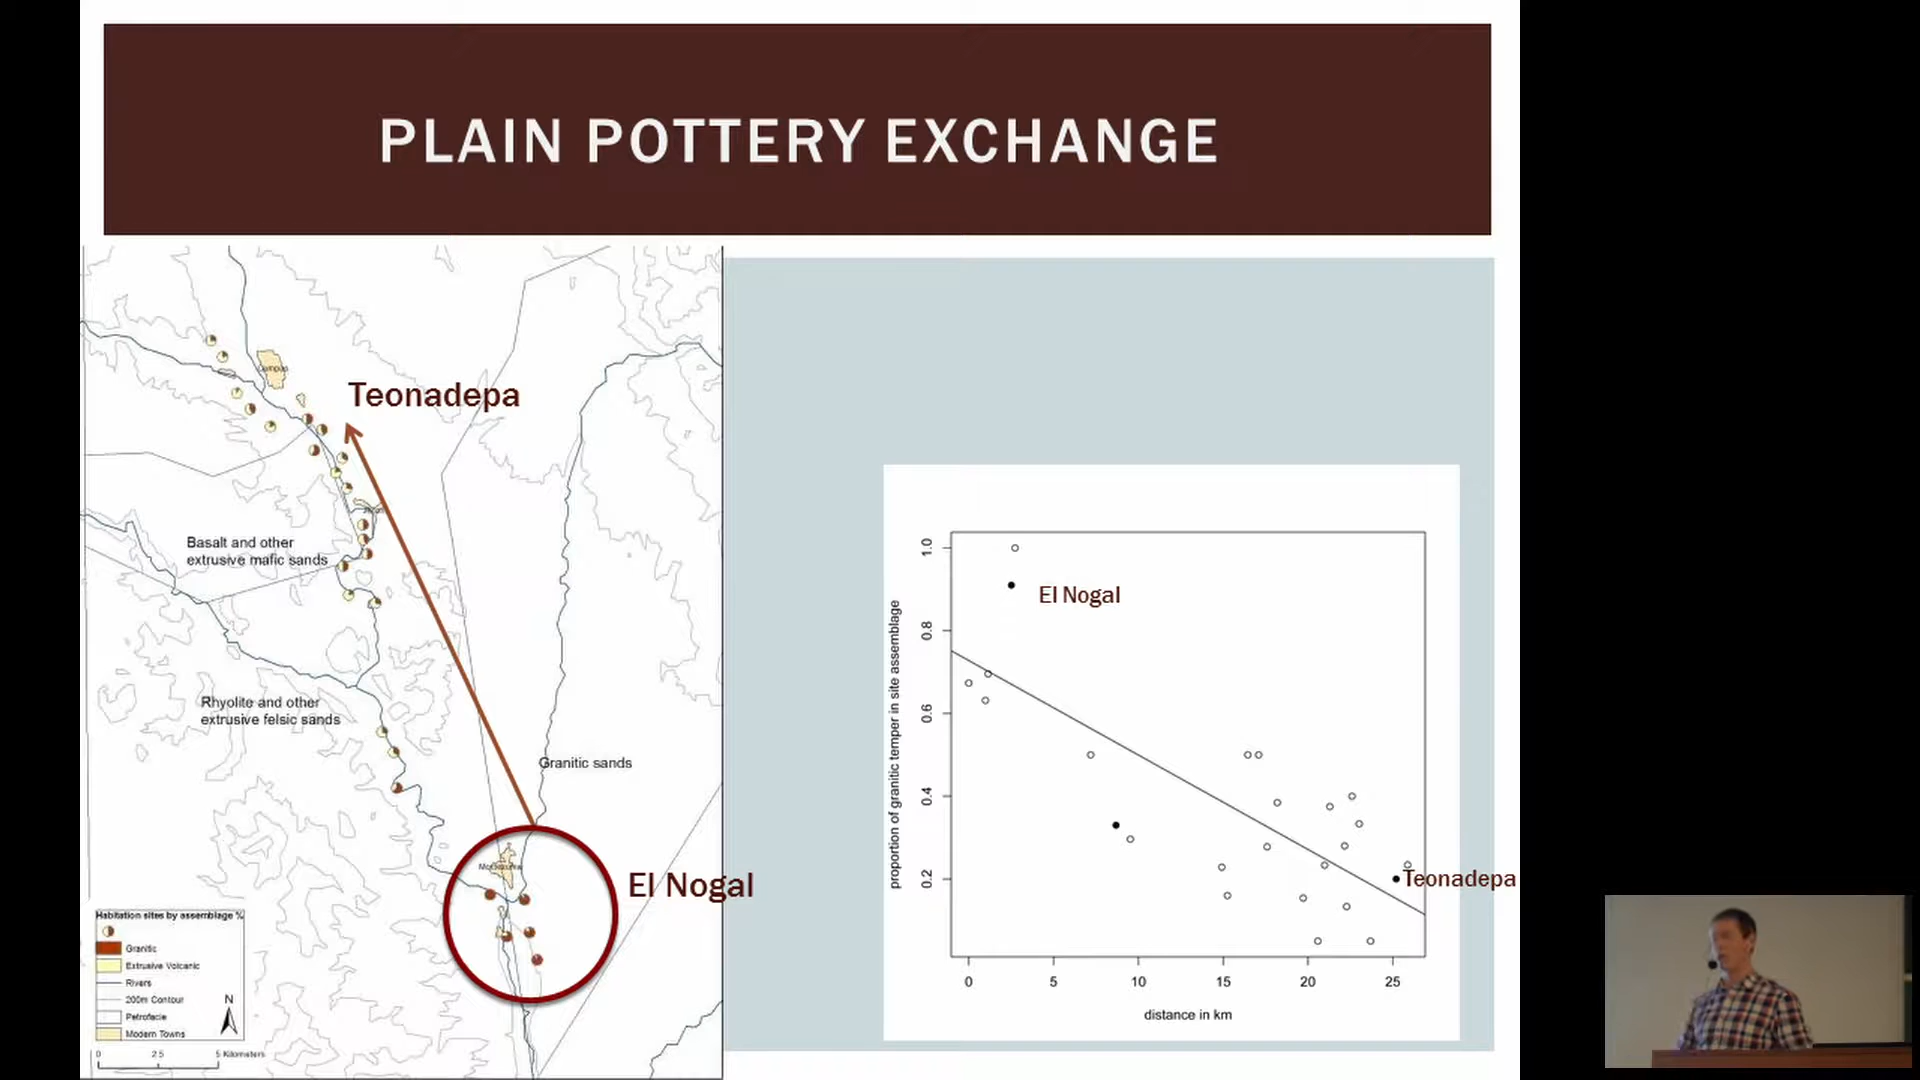 PLAIN POTTERY EXCHANGE
Teonadepa
Basalt and other
extrusive mafic sands
Rhyolite and other
extrusive felsic sands
Granitic sands
El Nogal
Habitation sites by assemblage %
Granitic
Extrusive Volcanic
Rivers
200m Contour
Petrofacie
Modern Towns
N
0 2.5 5 Kilometers
proportion of granitic temper in site assemblage
1.0
0.8
0.6
0.4
0.2
El Nogal
Teonadepa
0 5 10 15 20 25
distance in km